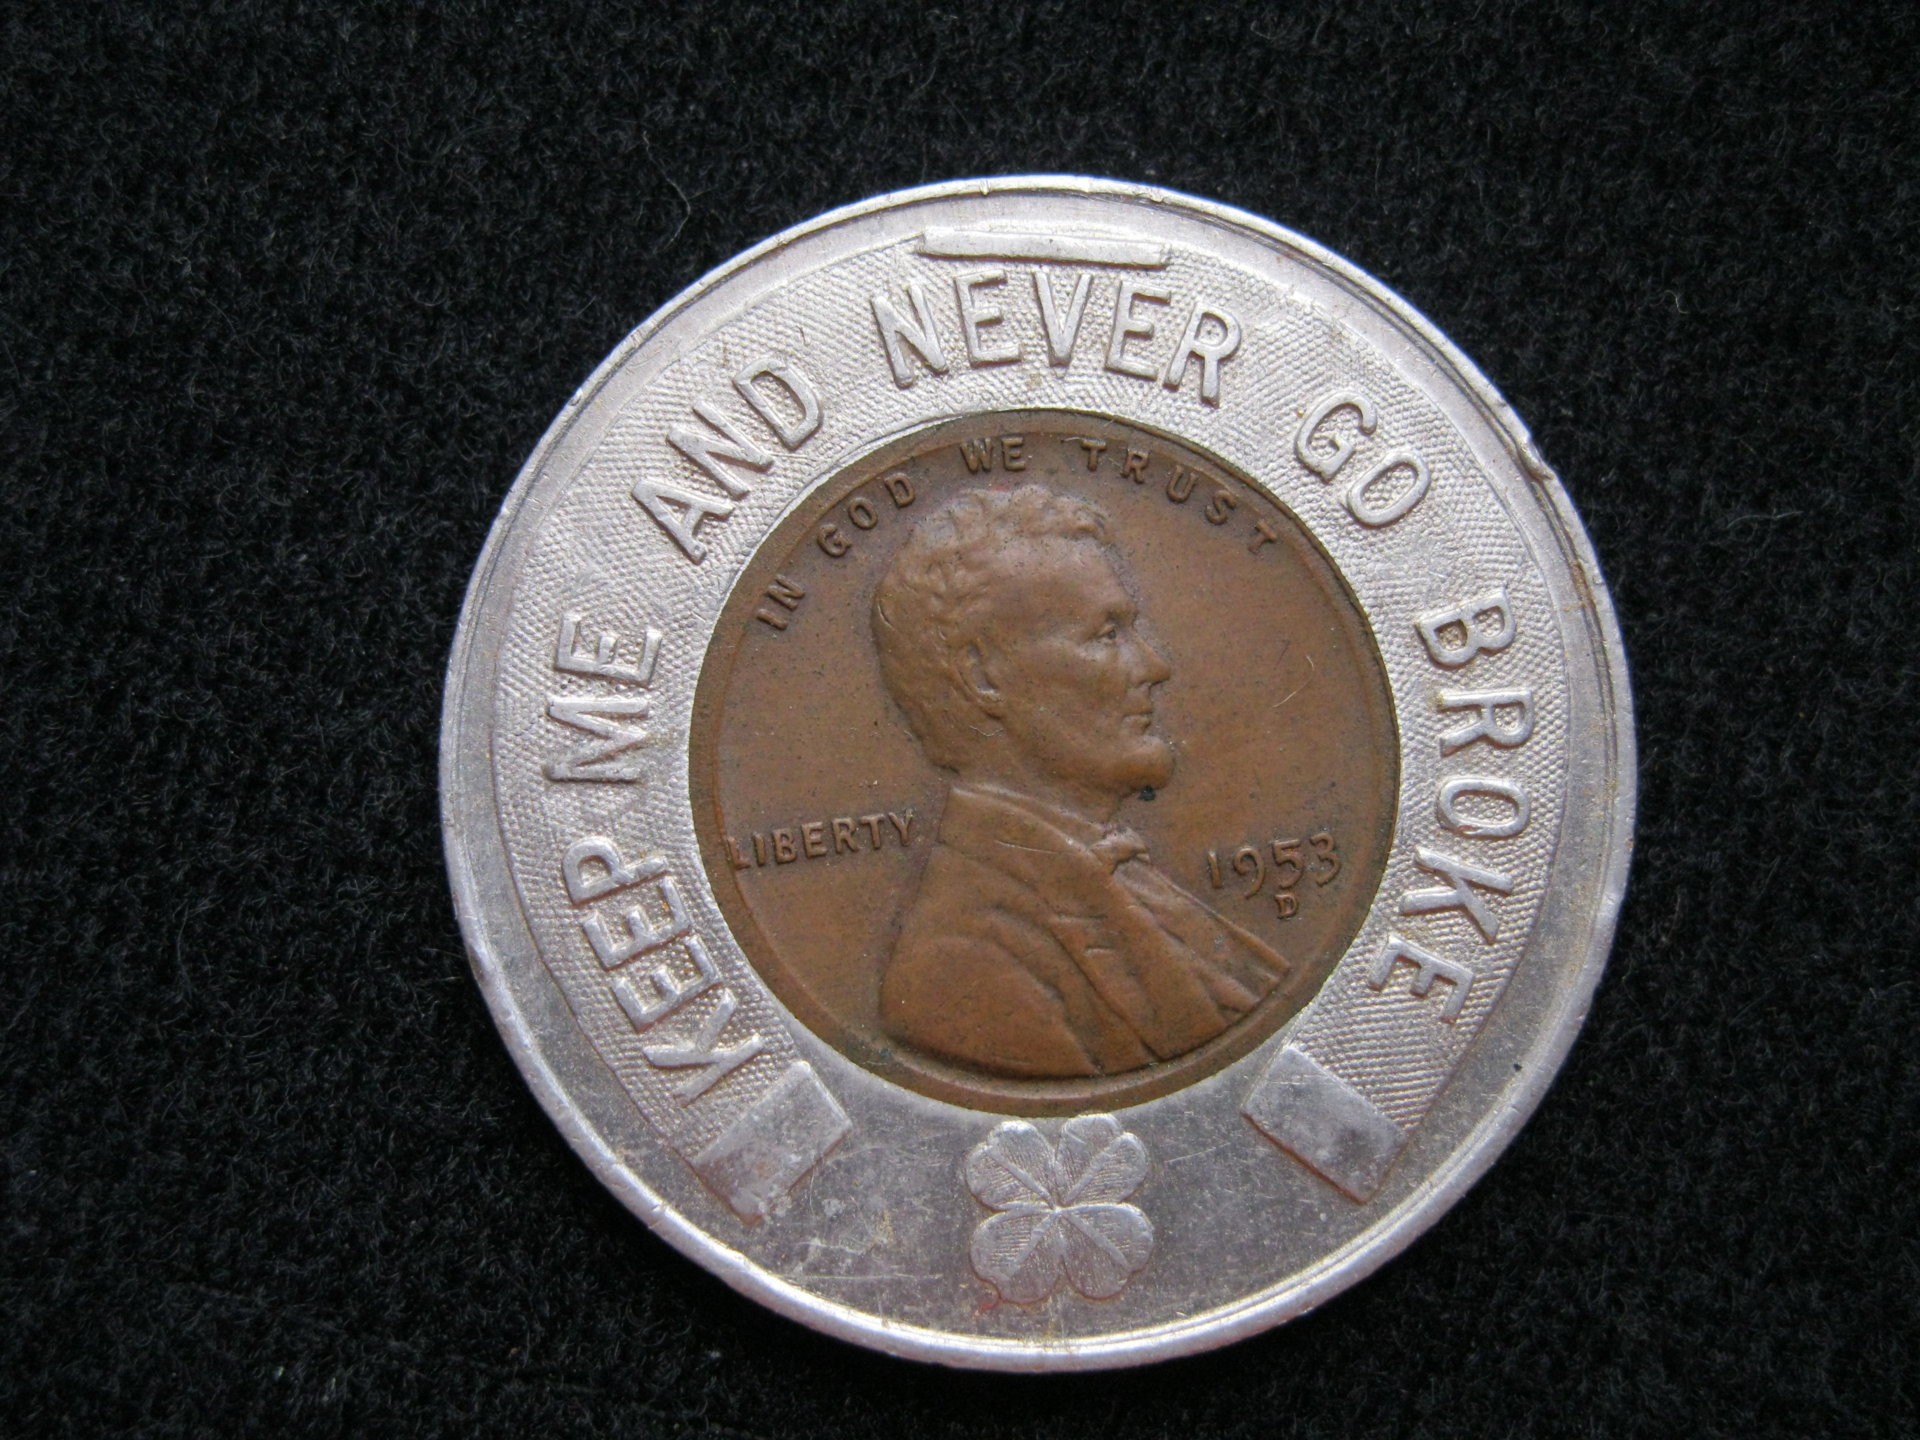 KEEP ME AND NEVER GO BROKE
IN GOD WE TRUST
LIBERTY
1953
D